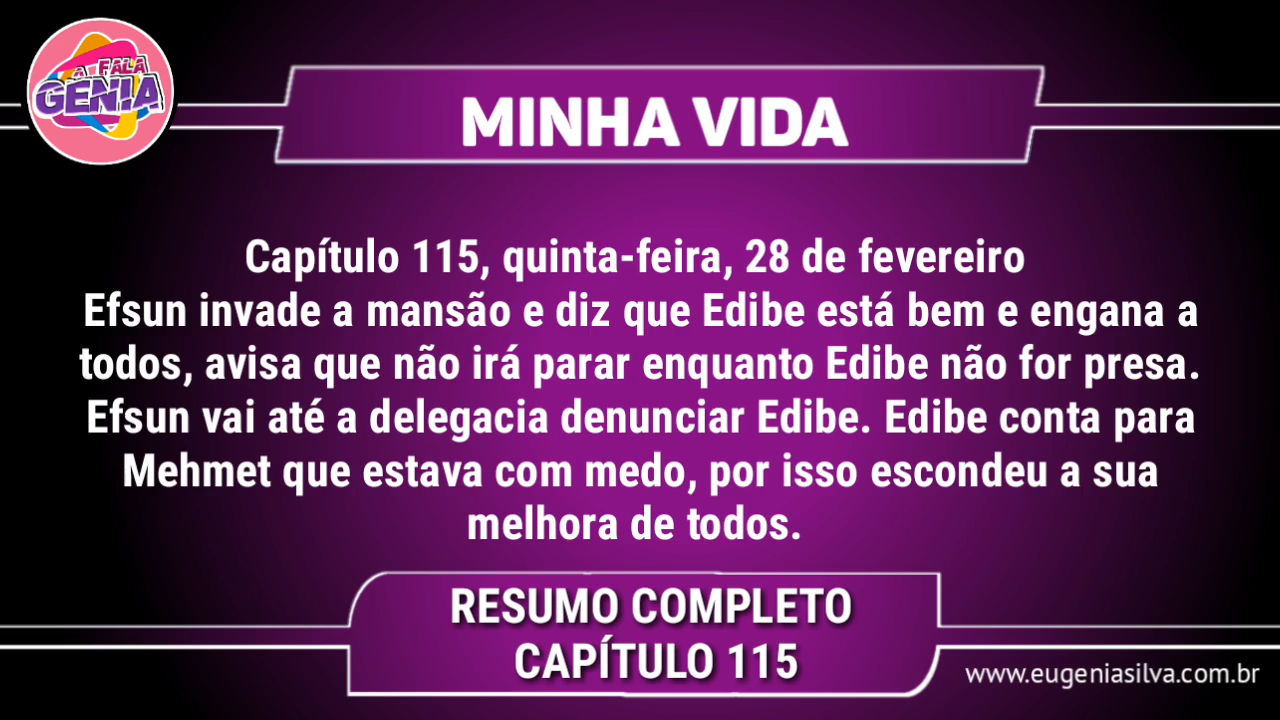 A FALA
GENIA
MINHA VIDA
Capítulo 115, quinta-feira, 28 de fevereiro
Efsun invade a mansão e diz que Edibe está bem e engana a
todos, avisa que não irá parar enquanto Edibe não for presa.
Efsun vai até a delegacia denunciar Edibe. Edibe conta para
Mehmet que estava com medo, por isso escondeu a sua
melhora de todos.
RESUMO COMPLETO
CAPÍTULO 115
www.eugeniasilva.com.br